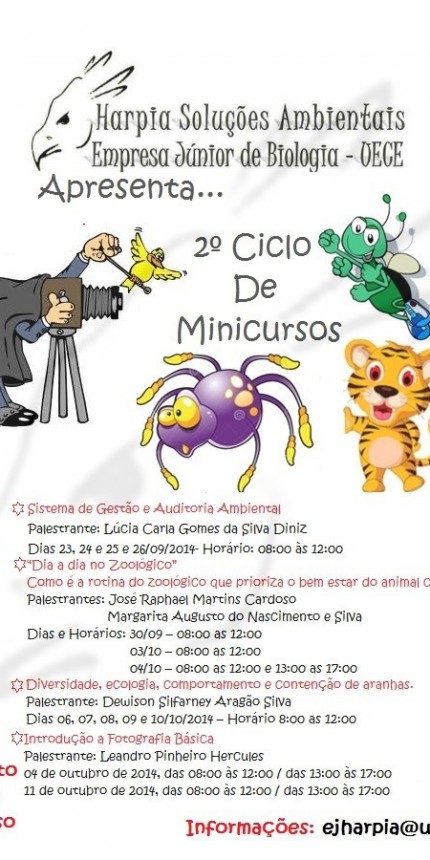 Harpia Soluções Ambientais
Empresa Júnior de Biologia - UECE
Apresenta...
2º Ciclo
De
Minicursos
Sistema de Gestão e Auditoria Ambiental
Palestrante: Lúcia Carla Gomes da Silva Diniz
Dias 23, 24 e 25 e 26/09/2014- Horário: 08:00 às 12:00
"Dia a dia no Zoológico"
Como é a rotina do zoológico que prioriza o bem estar do animal c
Palestrantes: José Raphael Martins Cardoso
Margarita Augusto do Nascimento e Silva
Dias e Horários: 30/09 – 08:00 as 12:00
03/10 – 08:00 as 12:00
04/10 – 08:00 as 12:00 e 13:00 as 17:00
Diversidade, ecologia, comportamento e contenção de aranhas.
Palestrante: Dewison Silfarney Aragão Silva
Dias 06, 07, 08, 09 e 10/10/2014 – Horário 8:00 as 12:00
Introdução a Fotografia Básica
Palestrante: Leandro Pinheiro Hercules
to 04 de outubro de 2014, das 08:00 às 12:00 / das 13:00 às 17:00
11 de outubro de 2014, das 08:00 às 12:00 / das 13:00 às 17:00
so
Informações: ejharpia@u